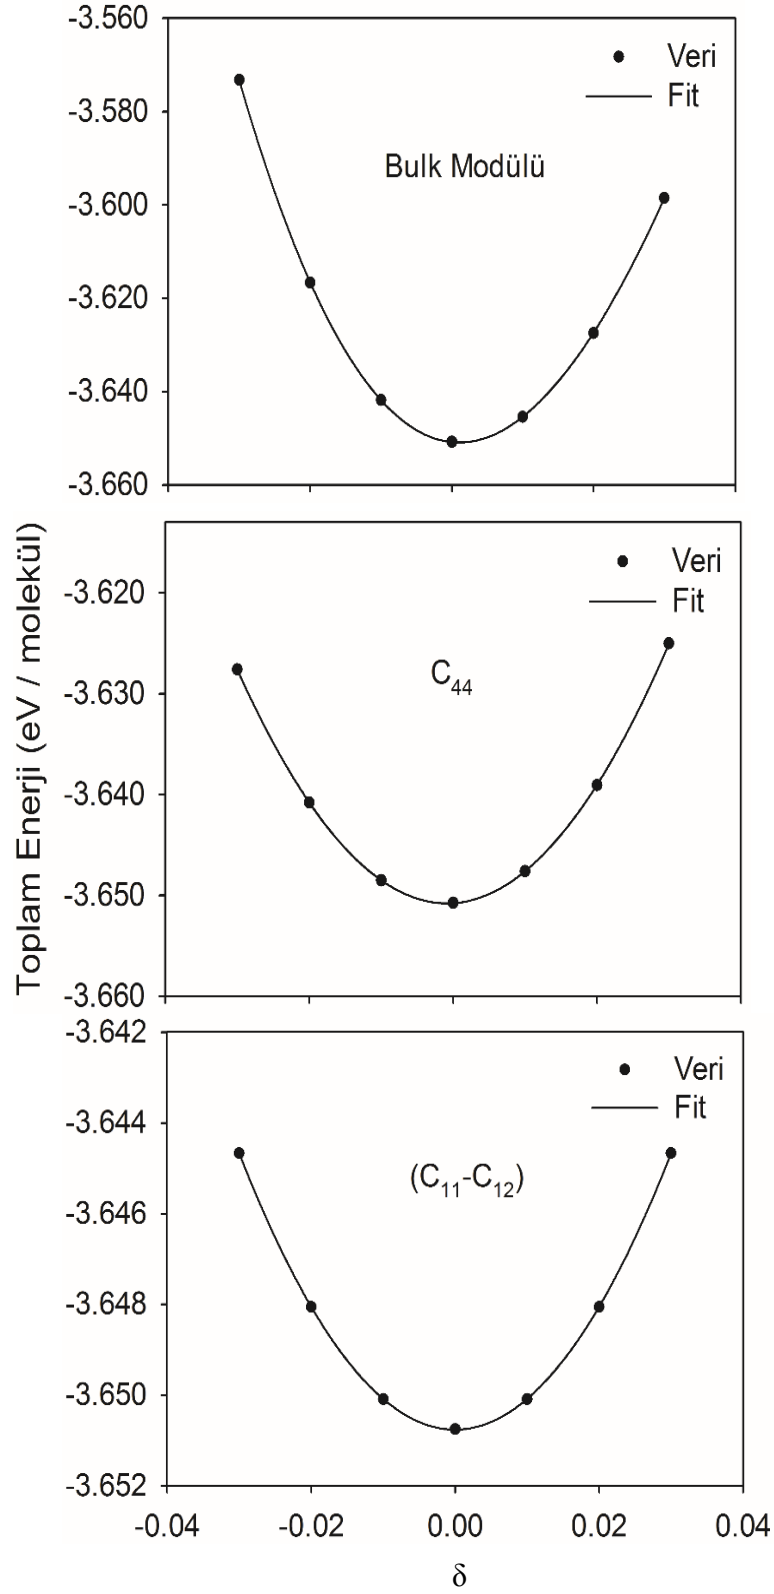 -3.560
Veri
-3.580
Fit
Bulk Modülü
-3.600
-3.620
-3.640
-3.660
Toplam Enerji (eV / molekül)
Veri
-3.620
Fit
C44
-3.630
-3.640
-3.650
-3.660
-3.642
Veri
Fit
-3.644
(C11-C12)
-3.646
-3.648
-3.650
-3.652
-0.04 -0.02 0.00 0.02 0.04
δ